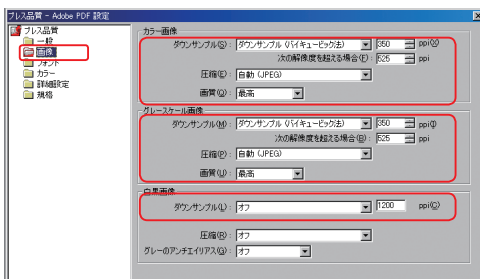 プレス品質 - Adobe PDF 設定
プレス品質
一般
画像
フォント
カラー
詳細設定
規格
カラー画像
ダウンサンプル(S): ダウンサンプル (バイキュービック法) 350 ppi(X)
次の解像度を超える場合(F): 525 ppi
圧縮(E): 自動 (JPEG)
画質(Q): 最高
グレースケール画像
ダウンサンプル(M): ダウンサンプル (バイキュービック法) 350 ppi(I)
次の解像度を超える場合(B): 525 ppi
圧縮(P): 自動 (JPEG)
画質(U): 最高
白黒画像
ダウンサンプル(L): オフ 1200 ppi(C)
圧縮(R): オフ
グレーのアンチエイリアス(G): オフ